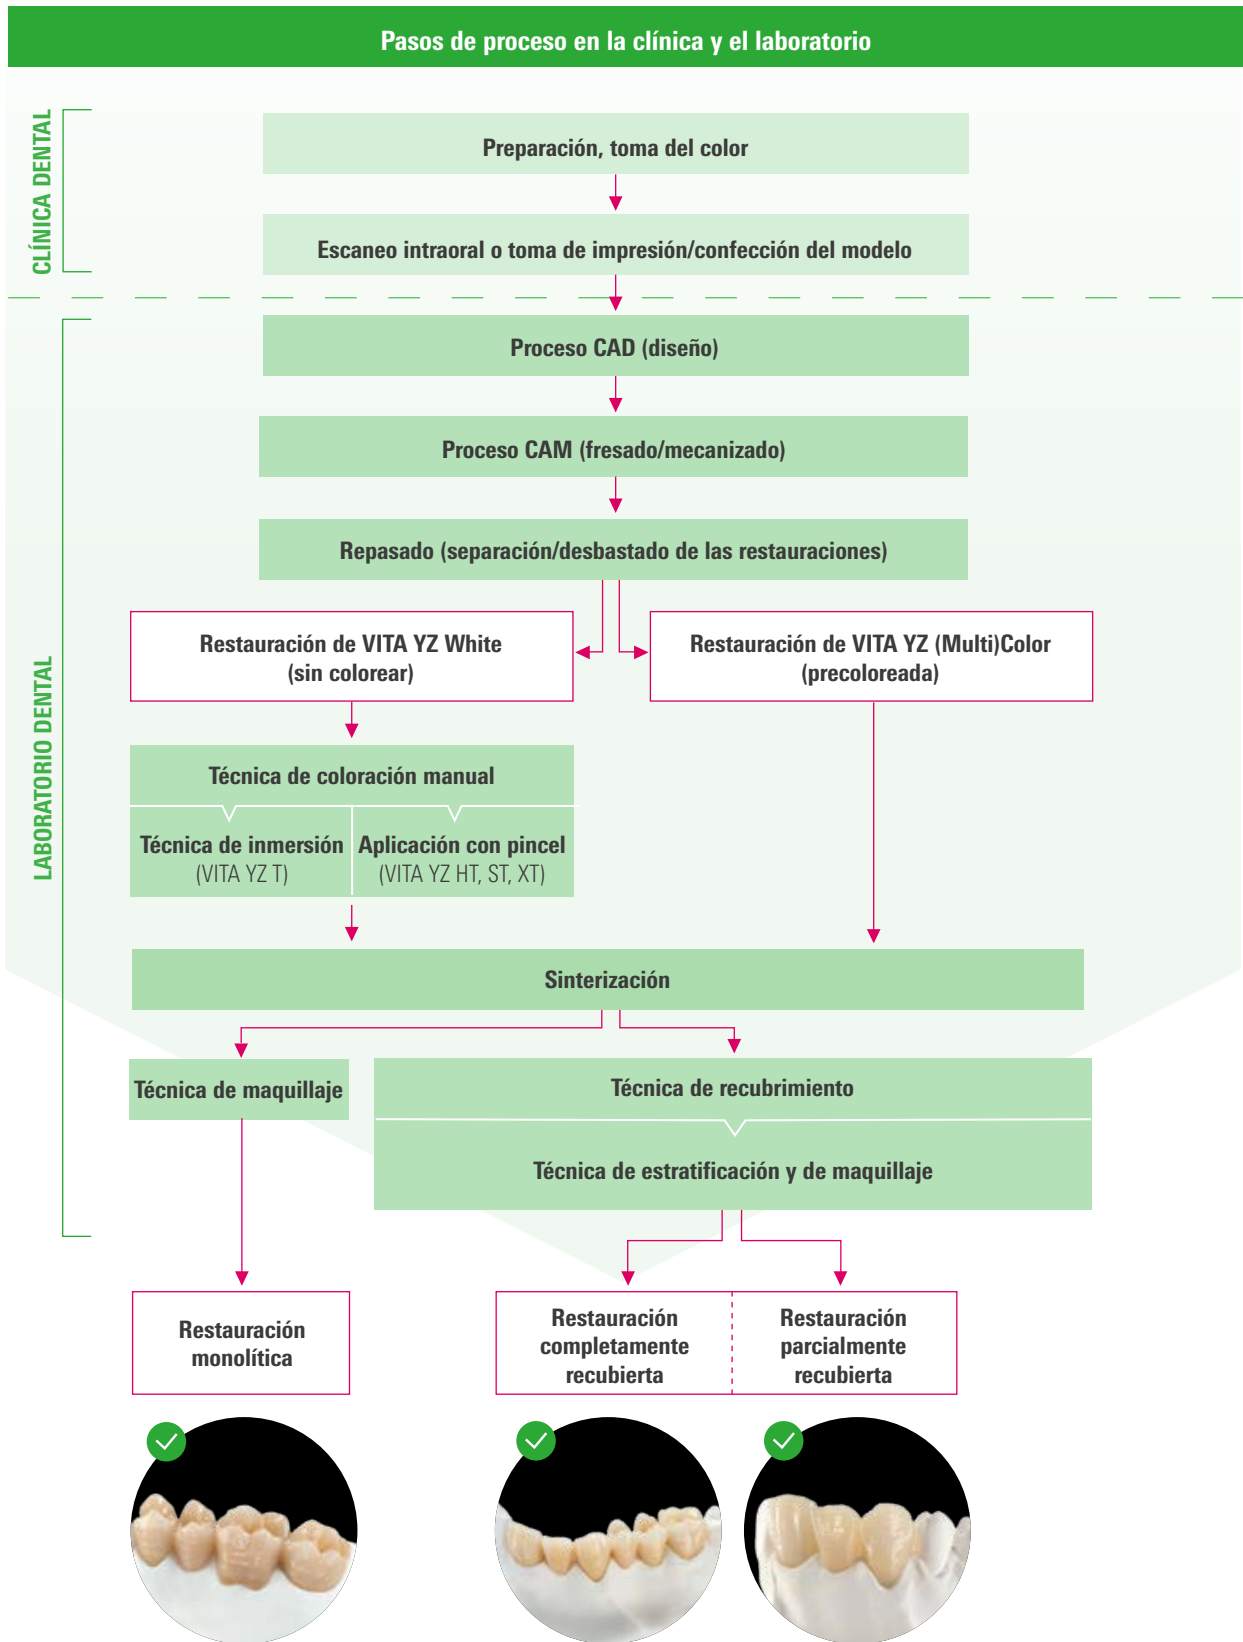 Pasos de proceso en la clínica y el laboratorio
CLÍNICA DENTAL
Preparación, toma del color
Escaneo intraoral o toma de impresión/confección del modelo
LABORATORIO DENTAL
Proceso CAD (diseño)
Proceso CAM (fresado/mecanizado)
Repasado (separación/desbastado de las restauraciones)
Restauración de VITA YZ White
(sin colorear)
Restauración de VITA YZ (Multi)Color
(precoloreada)
Técnica de coloración manual
Técnica de inmersión
(VITA YZ T)
Aplicación con pincel
(VITA YZ HT, ST, XT)
Sinterización
Técnica de maquillaje
Técnica de recubrimiento
Técnica de estratificación y de maquillaje
Restauración
monolítica
Restauración
completamente
recubierta
Restauración
parcialmente
recubierta